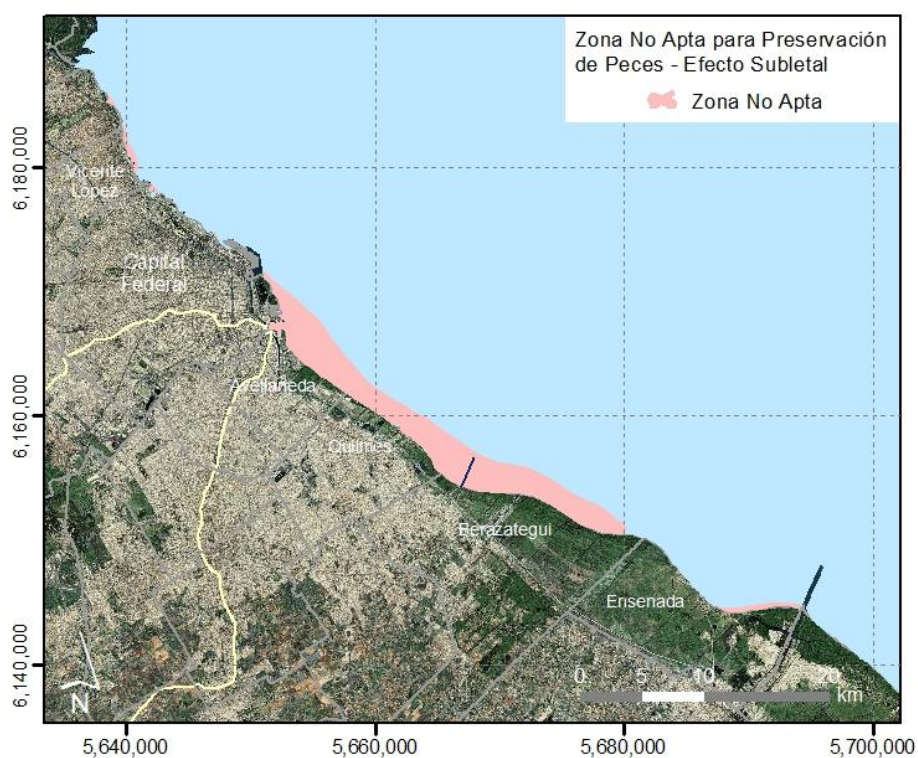 Zona No Apta para Preservación
de Peces - Efecto Subletal
Zona No Apta
6,180,000
Vicente
López
Capital
Federal
Avellaneda
6,160,000
Quilmes
Berazategui
Ensenada
6,140,000
N
0 5 10 20
km
5,640,000 5,660,000 5,680,000 5,700,000